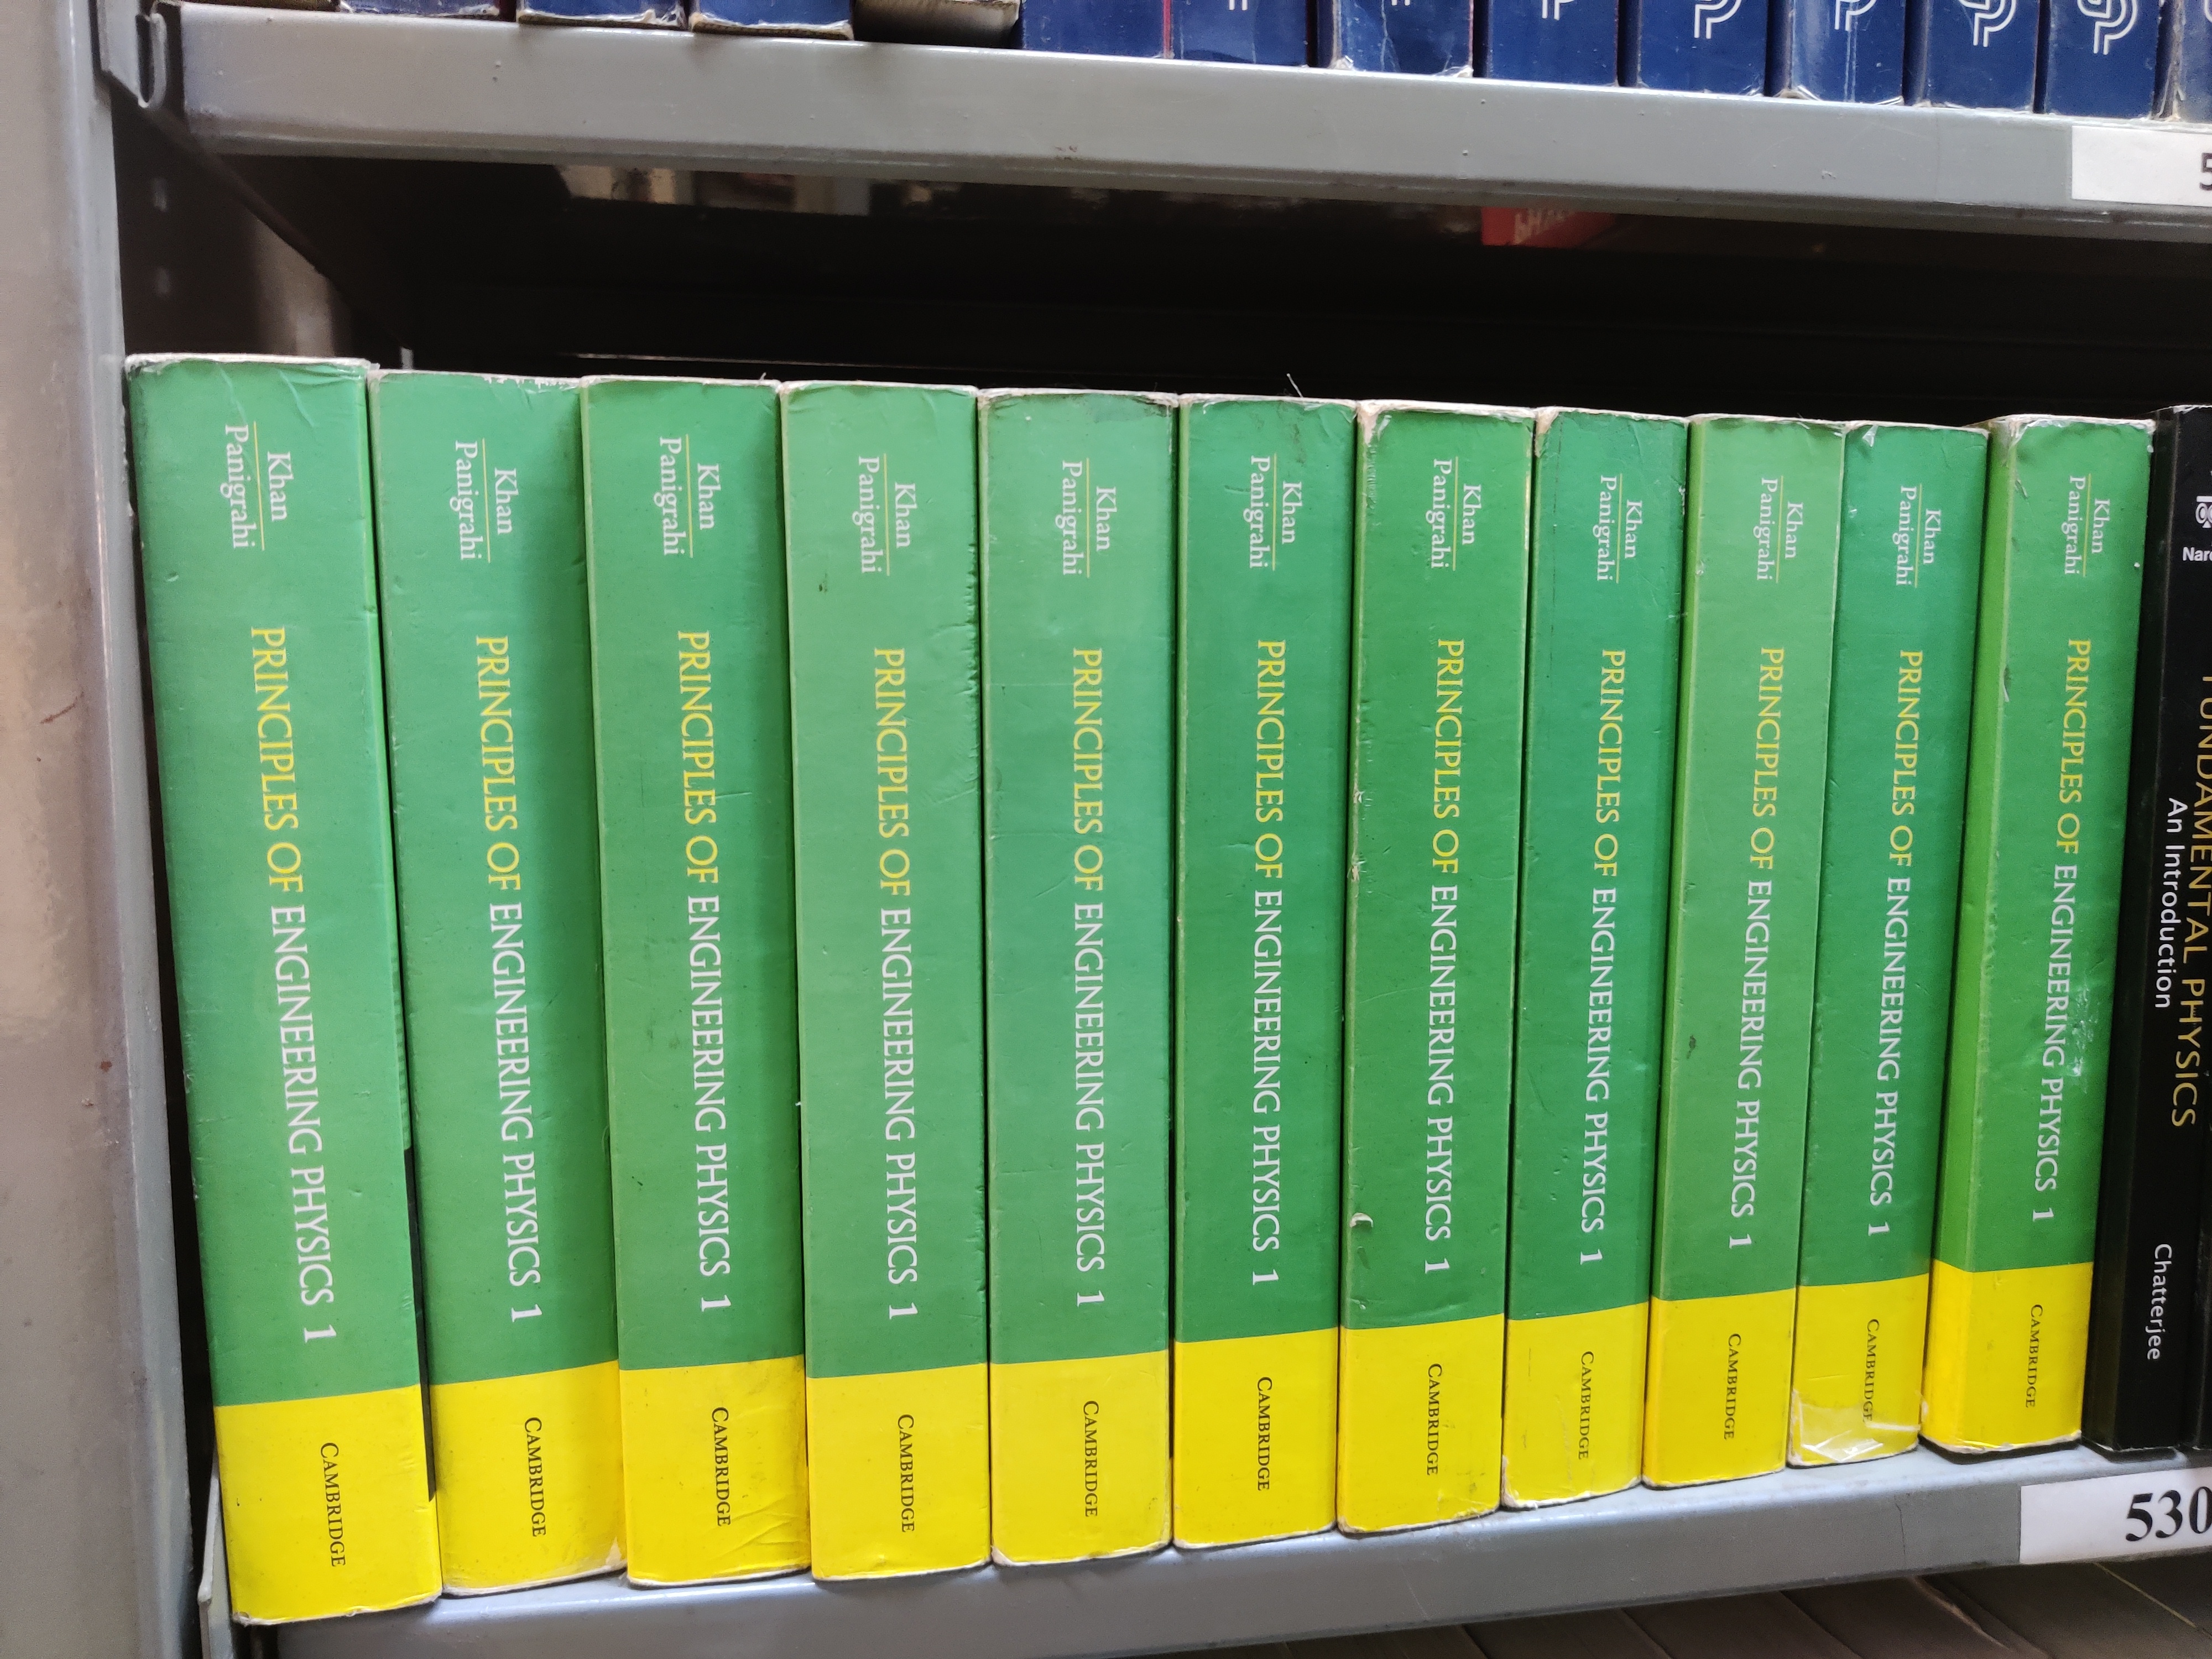 5
Khan
Panigrahi
PRINCIPLES OF ENGINEERING PHYSICS 1
CAMBRIDGE
Khan
Panigrahi
PRINCIPLES OF ENGINEERING PHYSICS 1
CAMBRIDGE
Khan
Panigrahi
PRINCIPLES OF ENGINEERING PHYSICS 1
CAMBRIDGE
Khan
Panigrahi
PRINCIPLES OF ENGINEERING PHYSICS 1
CAMBRIDGE
Khan
Panigrahi
PRINCIPLES OF ENGINEERING PHYSICS 1
CAMBRIDGE
Khan
Panigrahi
PRINCIPLES OF ENGINEERING PHYSICS 1
CAMBRIDGE
Khan
Panigrahi
PRINCIPLES OF ENGINEERING PHYSICS 1
CAMBRIDGE
Khan
Panigrahi
PRINCIPLES OF ENGINEERING PHYSICS 1
CAMBRIDGE
Khan
Panigrahi
PRINCIPLES OF ENGINEERING PHYSICS 1
CAMBRIDGE
Khan
Panigrahi
PRINCIPLES OF ENGINEERING PHYSICS 1
CAMBRIDGE
Khan
Panigrahi
PRINCIPLES OF ENGINEERING PHYSICS 1
CAMBRIDGE
FUNDAMENTAL PHYSICS
An Introduction
Chatterjee
530